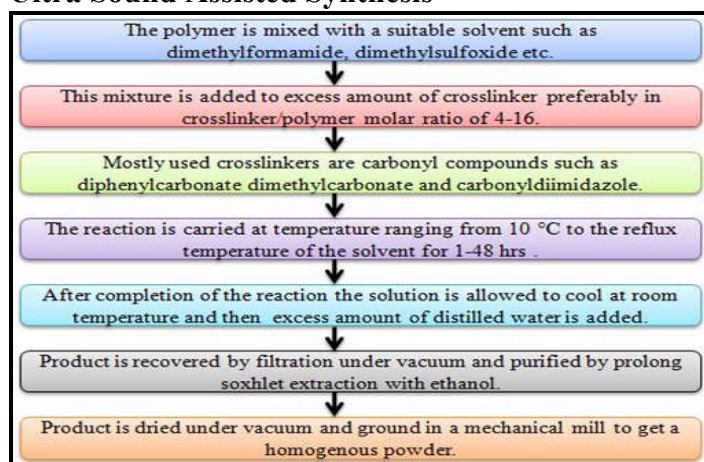 Ultra Sound Assisted Synthesis
The polymer is mixed with a suitable solvent such as
dimethylformamide, dimethylsulfoxide etc.
This mixture is added to excess amount of crosslinker preferably in
crosslinker/polymer molar ratio of 4-16.
Mostly used crosslinkers are carbonyl compounds such as
diphenylcarbonate dimethylcarbonate and carbonyldiimidazole.
The reaction is carried at temperature ranging from 10 °C to the reflux
temperature of the solvent for 1-48 hrs .
After completion of the reaction the solution is allowed to cool at room
temperature and then excess amount of distilled water is added.
Product is recovered by filtration under vacuum and purified by prolong
soxhlet extraction with ethanol.
Product is dried under vacuum and ground in a mechanical mill to get a
homogenous powder.